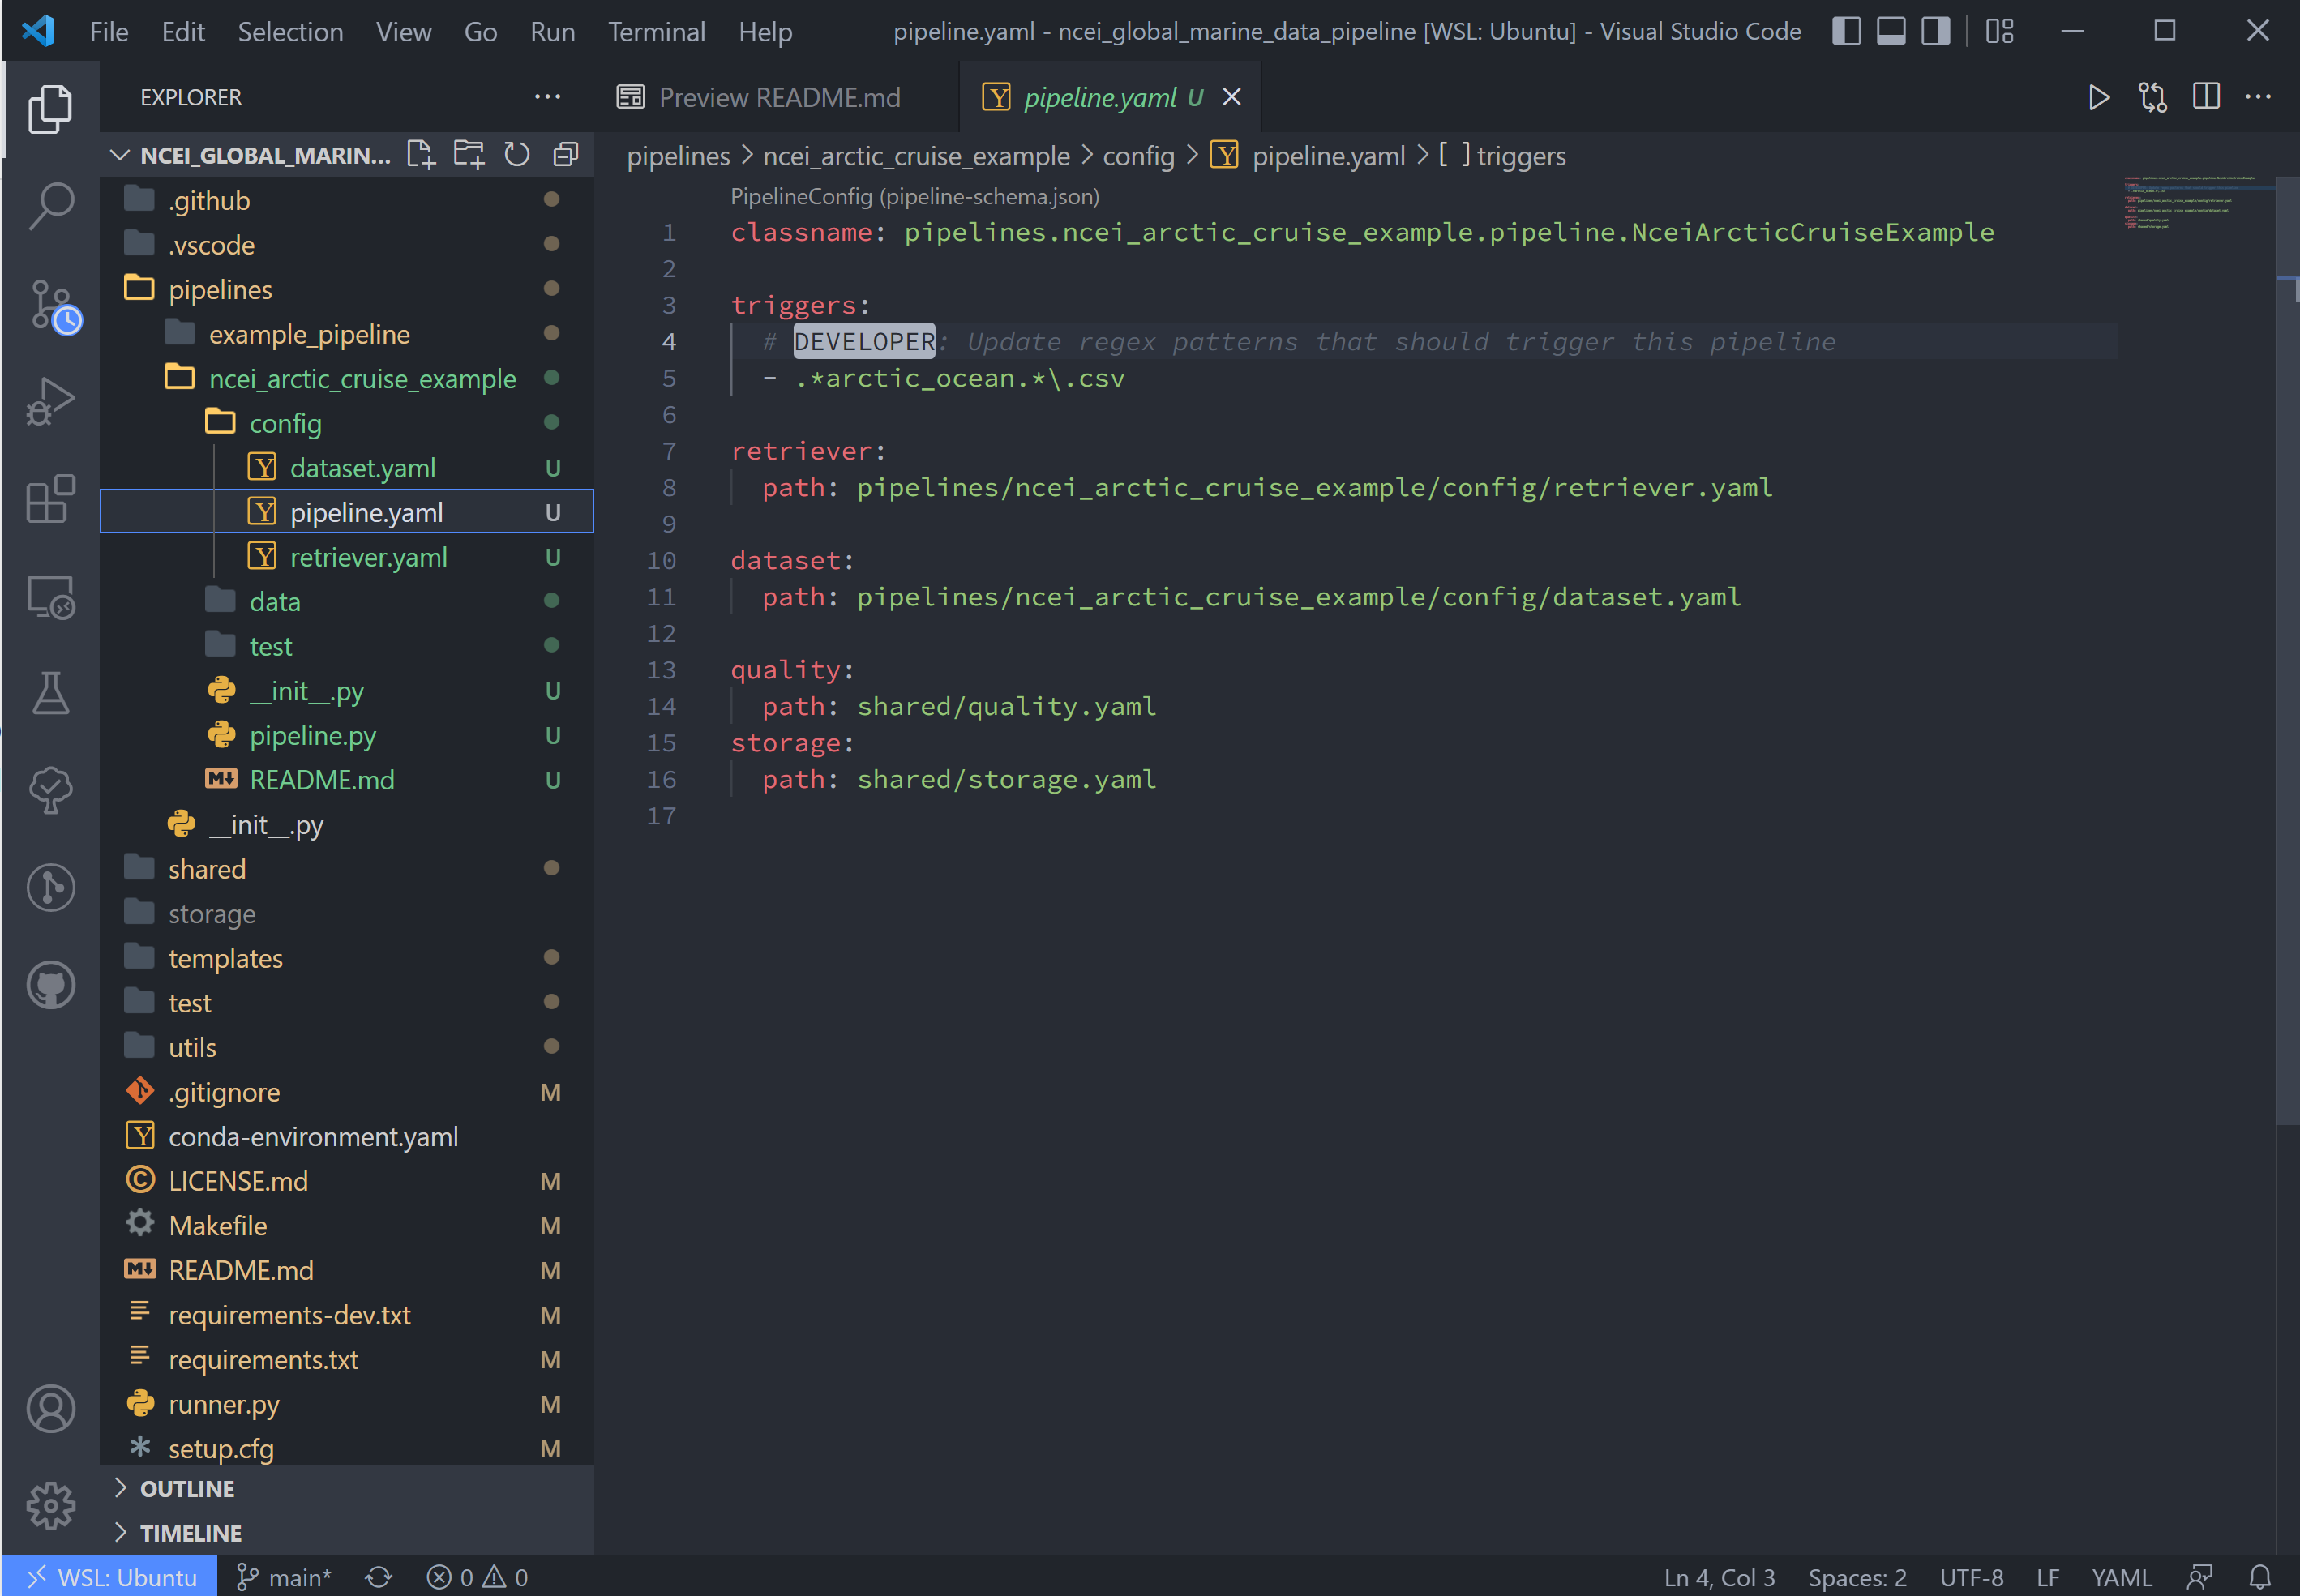 File Edit Selection View Go Run Terminal Help pipeline.yaml - ncei_global_marine_data_pipeline [WSL: Ubuntu] - Visual Studio Code
EXPLORER
Preview README.md
pipeline.yaml U
NCEI_GLOBAL_MARIN...
.github
.vscode
pipelines
example_pipeline
ncei_arctic_cruise_example
config
dataset.yaml U
pipeline.yaml U
retriever.yaml U
data
test
__init__.py U
pipeline.py U
README.md U
__init__.py
shared
storage
templates
test
utils
.gitignore M
conda-environment.yaml
LICENSE.md M
Makefile M
README.md M
requirements-dev.txt M
requirements.txt M
runner.py M
setup.cfg M
OUTLINE
TIMELINE
pipelines > ncei_arctic_cruise_example > config > pipeline.yaml > [ ] triggers
PipelineConfig (pipeline-schema.json)
1 classname: pipelines.ncei_arctic_cruise_example.pipeline.NceiArcticCruiseExample
2
3 triggers:
4 # DEVELOPER: Update regex patterns that should trigger this pipeline
5 - .*arctic_ocean.*\.csv
6
7 retriever:
8 path: pipelines/ncei_arctic_cruise_example/config/retriever.yaml
9
10 dataset:
11 path: pipelines/ncei_arctic_cruise_example/config/dataset.yaml
12
13 quality:
14 path: shared/quality.yaml
15 storage:
16 path: shared/storage.yaml
17
WSL: Ubuntu main* 0 0 Ln 4, Col 3 Spaces: 2 UTF-8 LF YAML